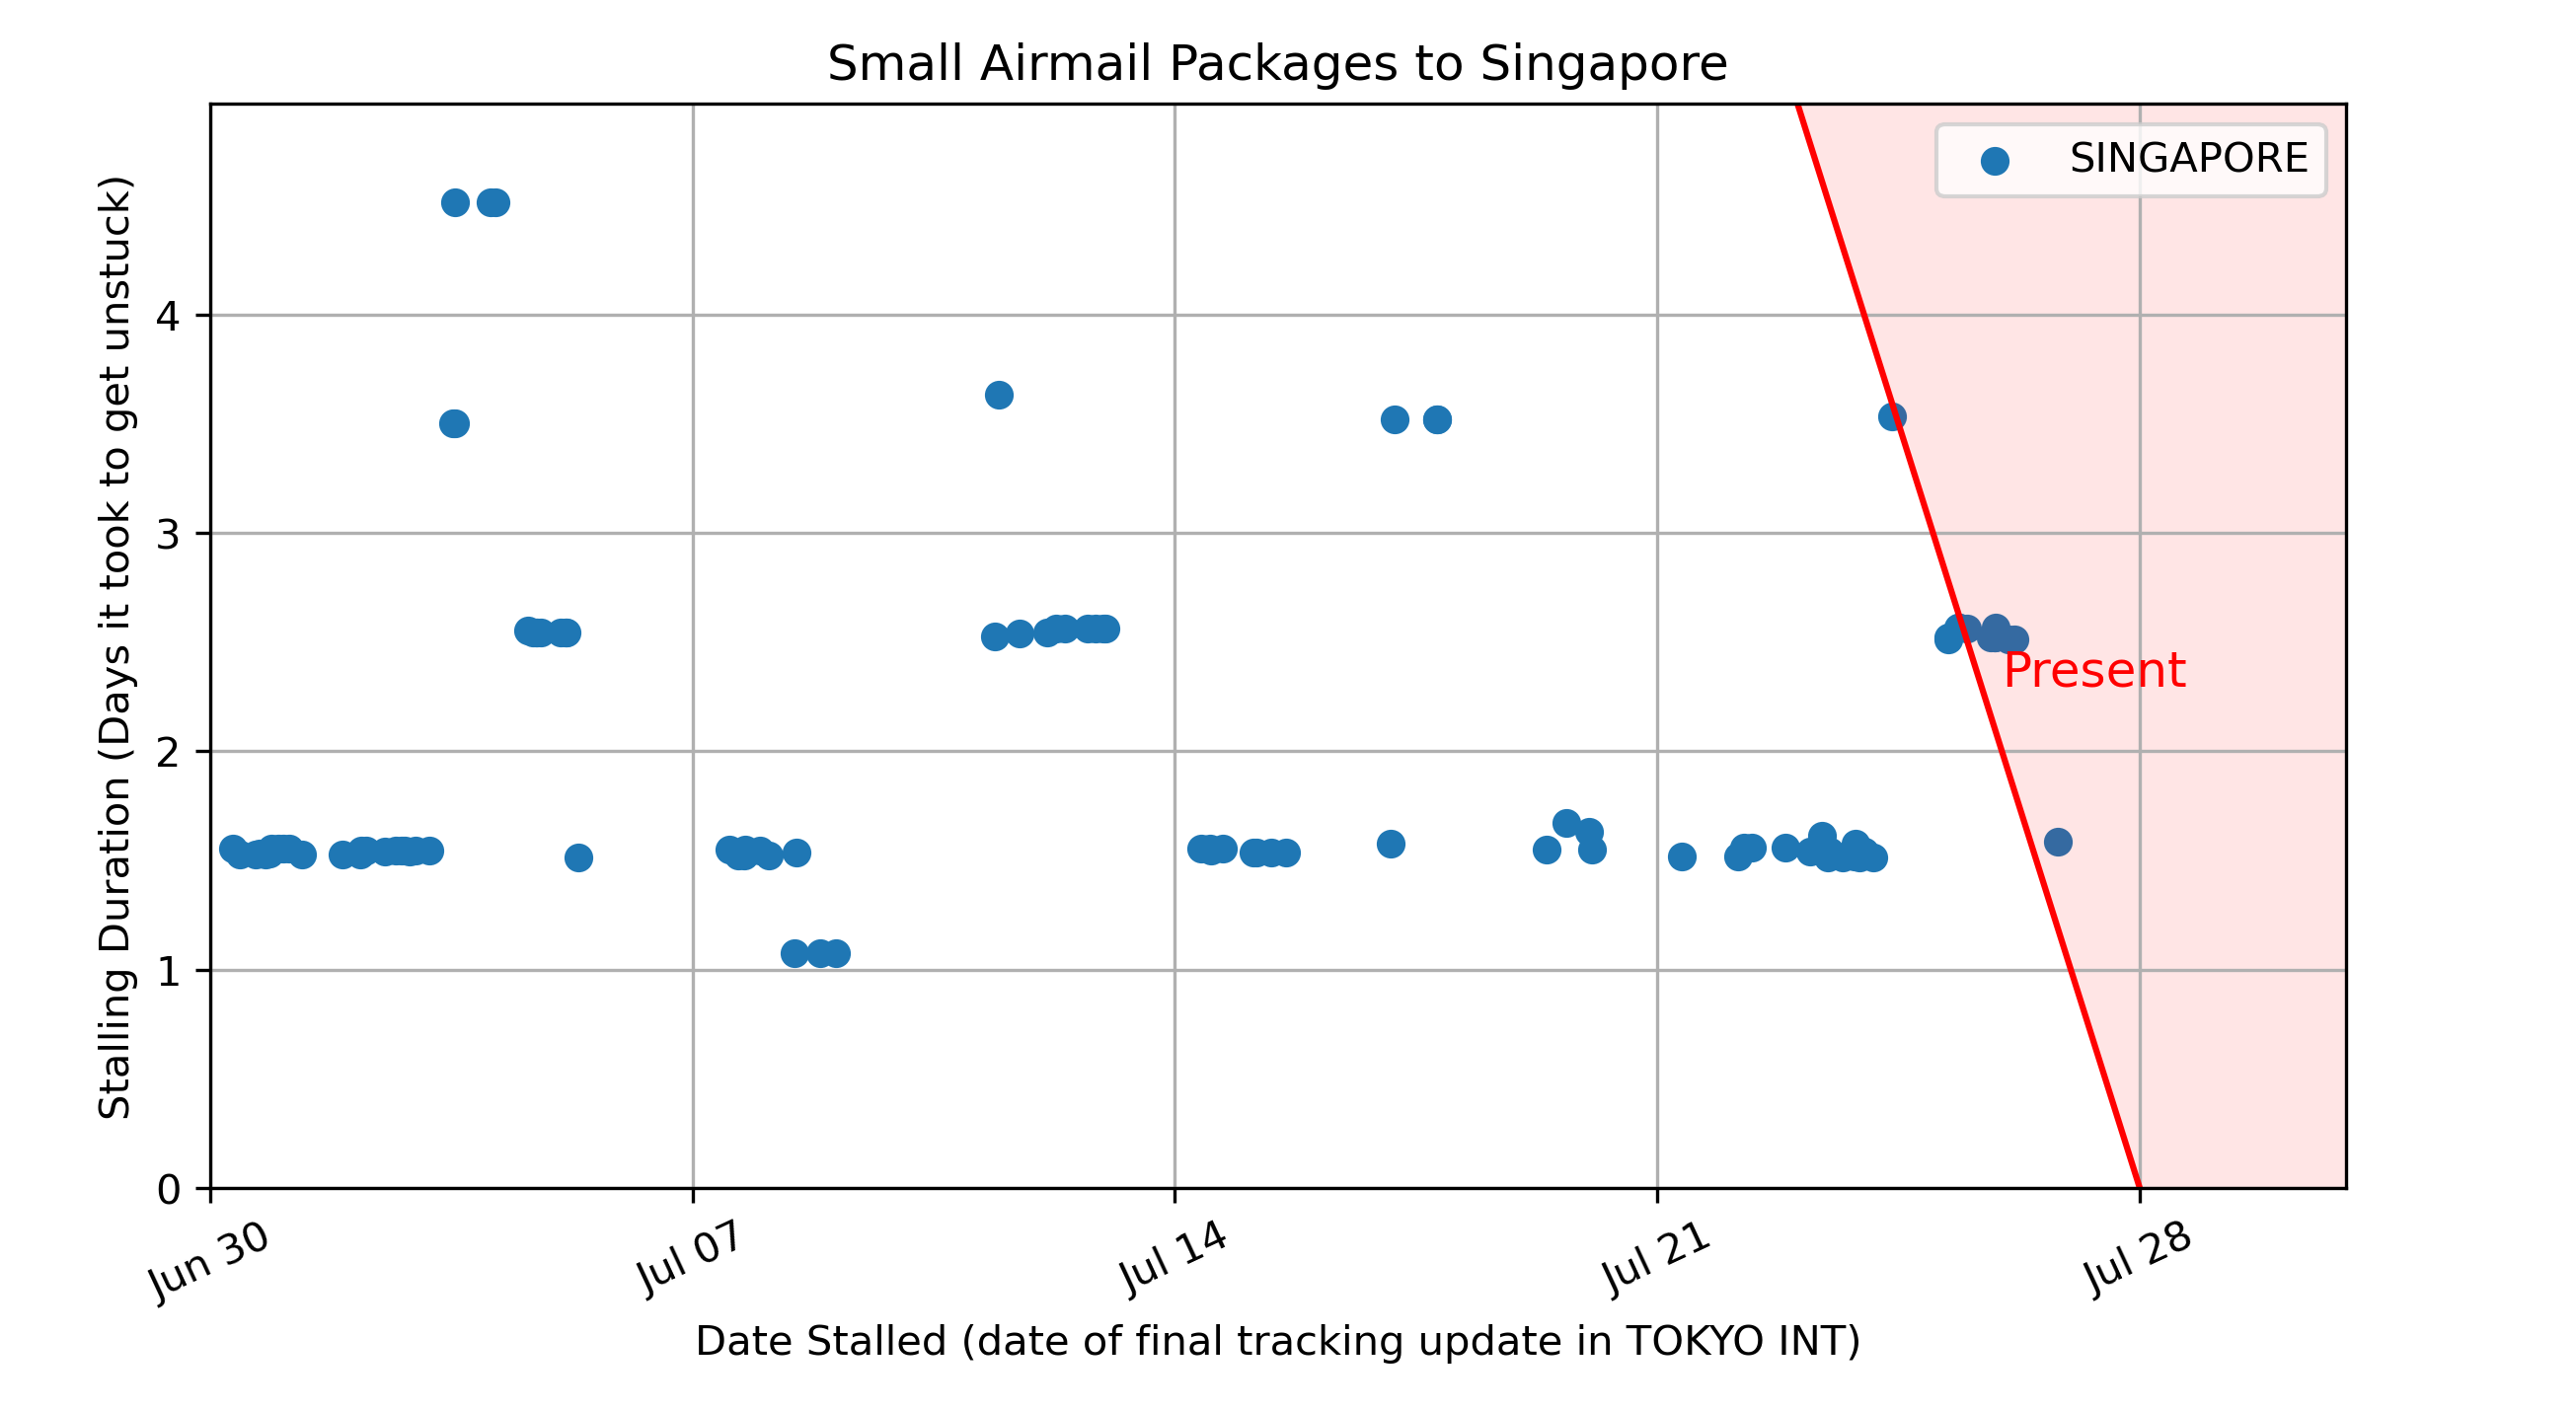 Small Airmail Packages to Singapore
SINGAPORE
Stalling Duration (Days it took to get unstuck)
4
3
2
1
0
Present
Jun 30
Jul 07
Jul 14
Jul 21
Jul 28
Date Stalled (date of final tracking update in TOKYO INT)